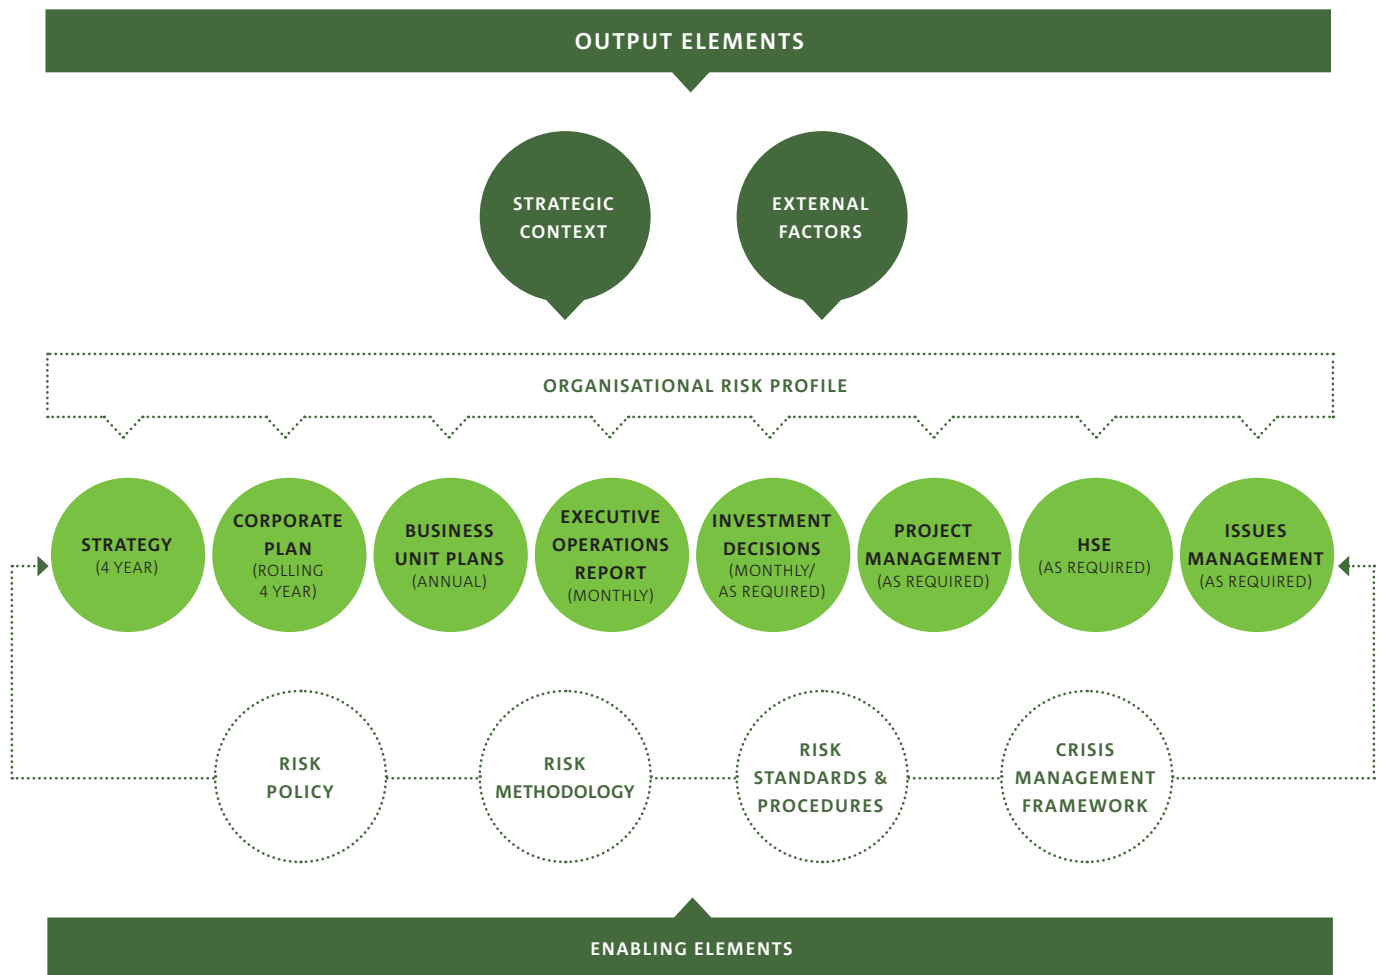 OUTPUT ELEMENTS
STRATEGIC
CONTEXT
EXTERNAL
FACTORS
ORGANISATIONAL RISK PROFILE
STRATEGY
(4 YEAR)
CORPORATE
PLAN
(ROLLING
4 YEAR)
BUSINESS
UNIT PLANS
(ANNUAL)
EXECUTIVE
OPERATIONS
REPORT
(MONTHLY)
INVESTMENT
DECISIONS
(MONTHLY/
AS REQUIRED)
PROJECT
MANAGEMENT
(AS REQUIRED)
HSE
(AS REQUIRED)
ISSUES
MANAGEMENT
(AS REQUIRED)
RISK
POLICY
RISK
METHODOLOGY
RISK
STANDARDS &
PROCEDURES
CRISIS
MANAGEMENT
FRAMEWORK
ENABLING ELEMENTS